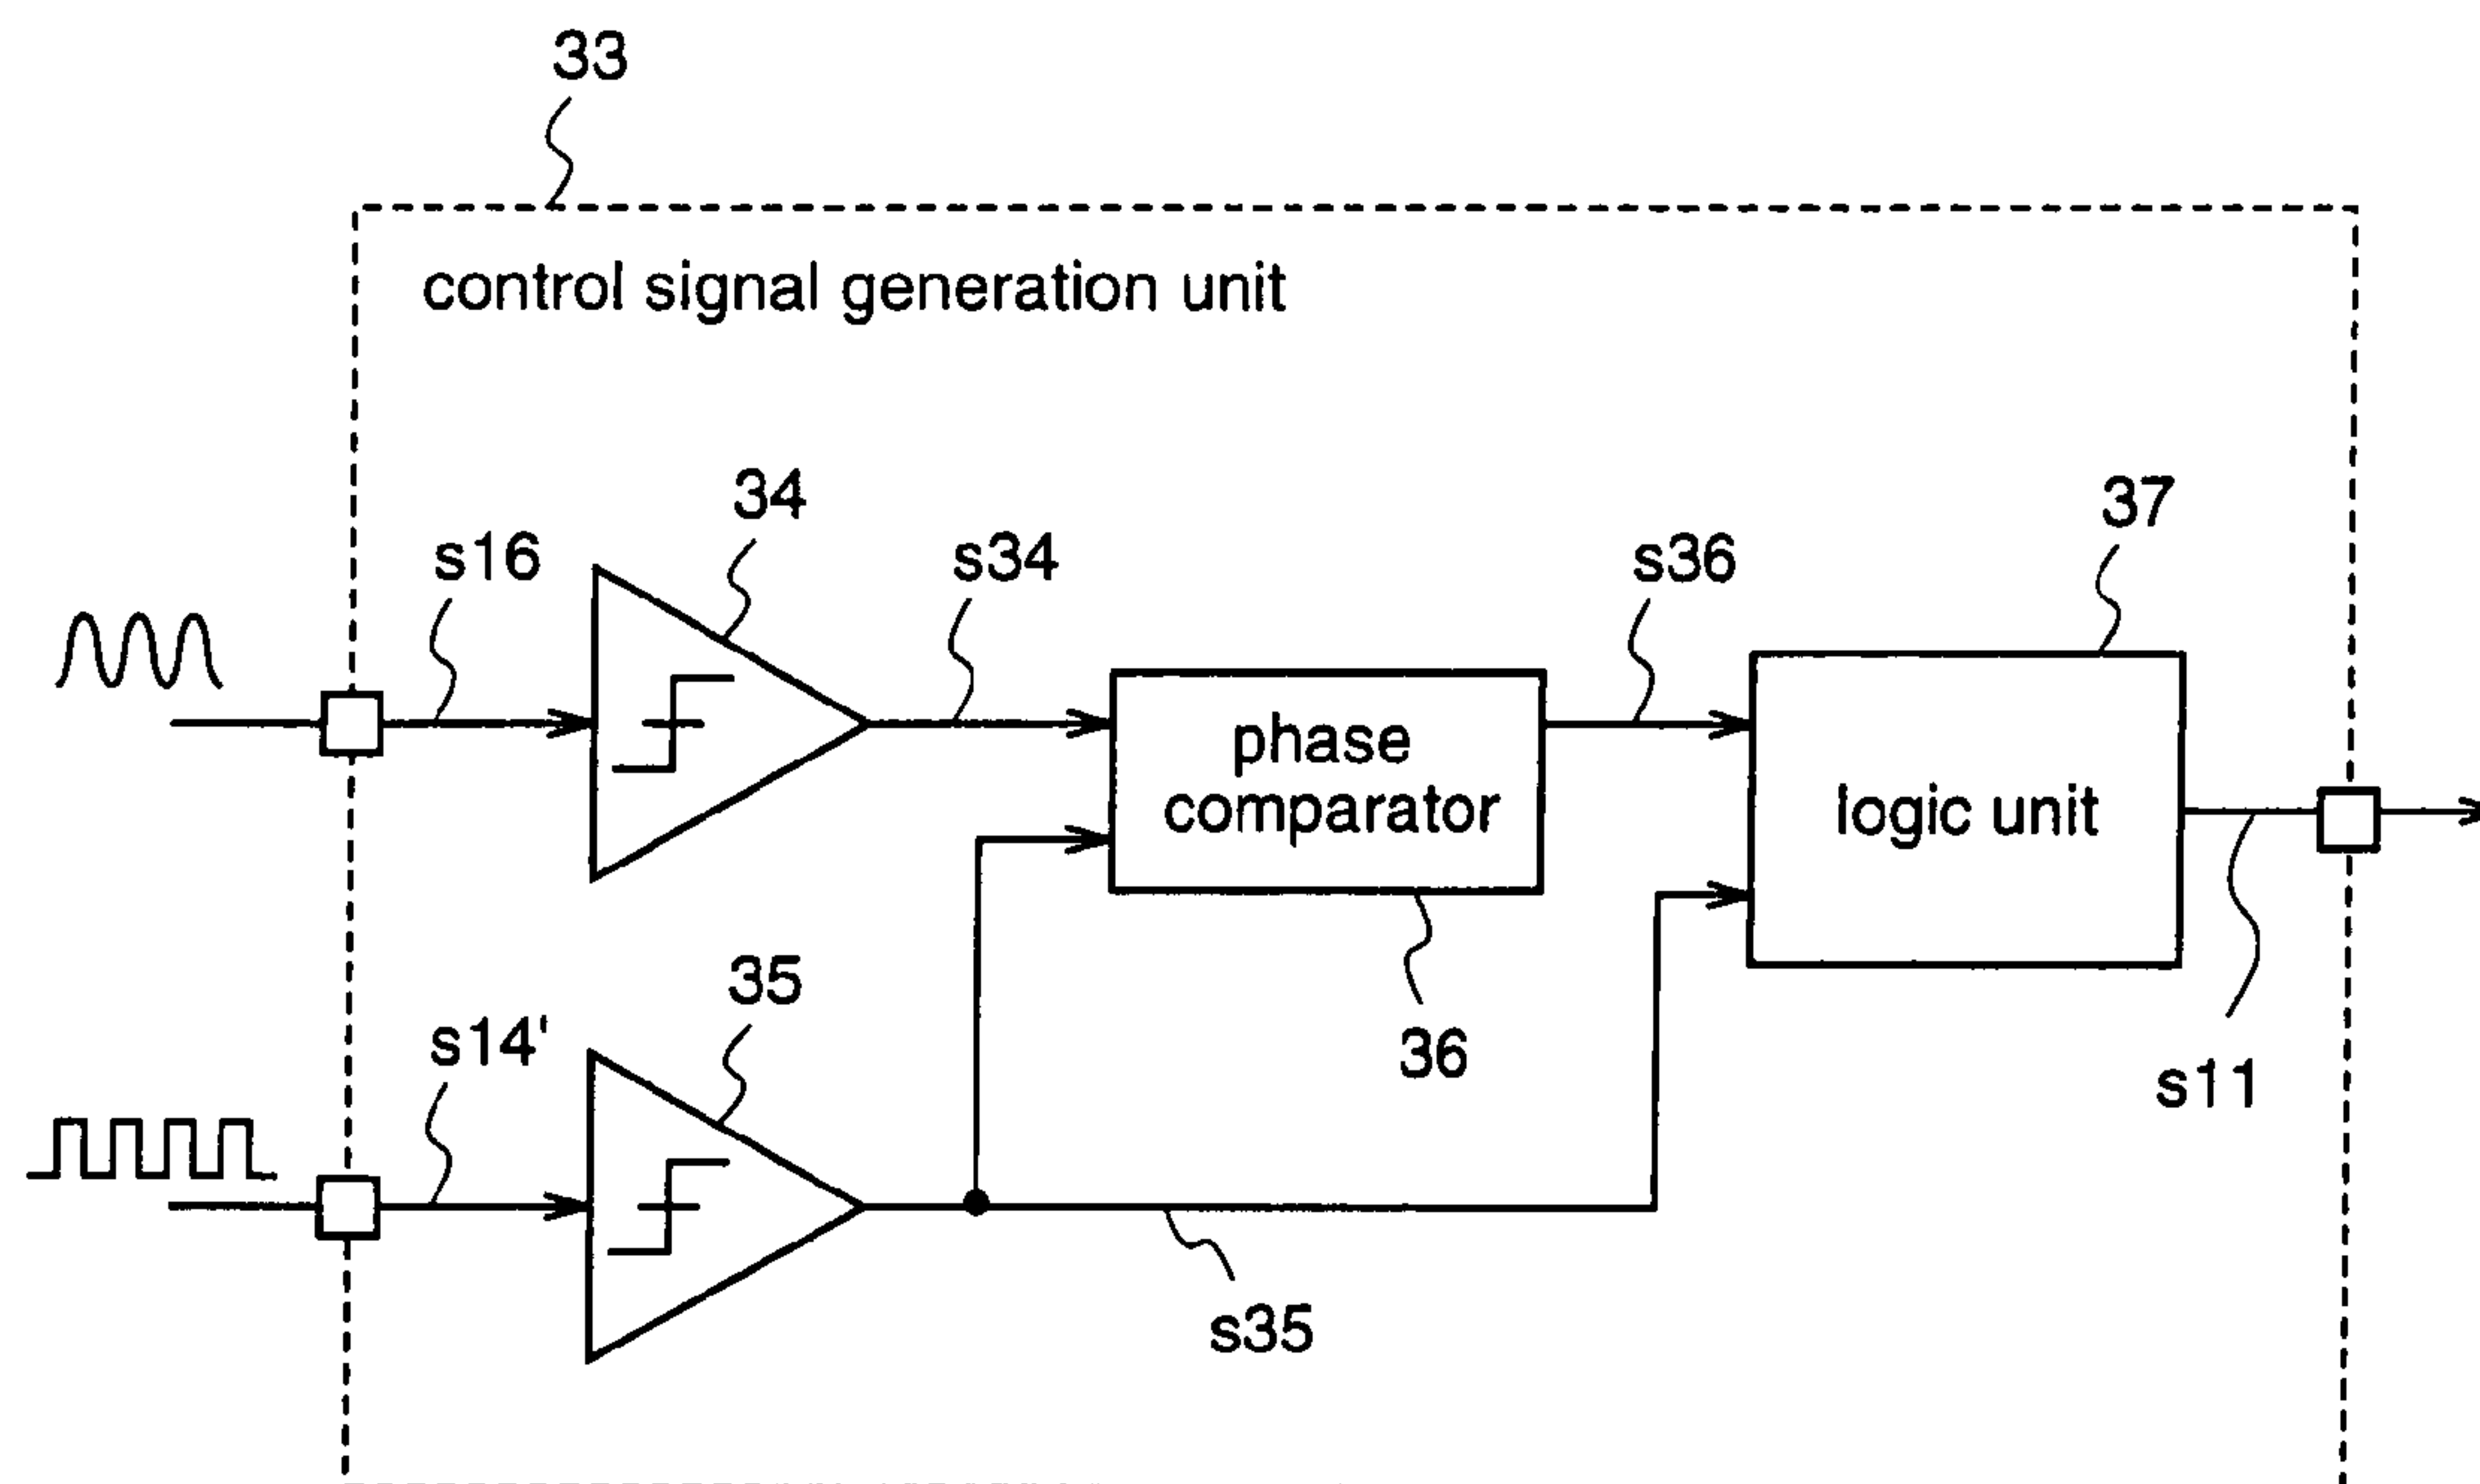 33
control signal generation unit
34
37
s16
s34
s36
phase
comparator
logic unit
35
s14'
36
s11
s35